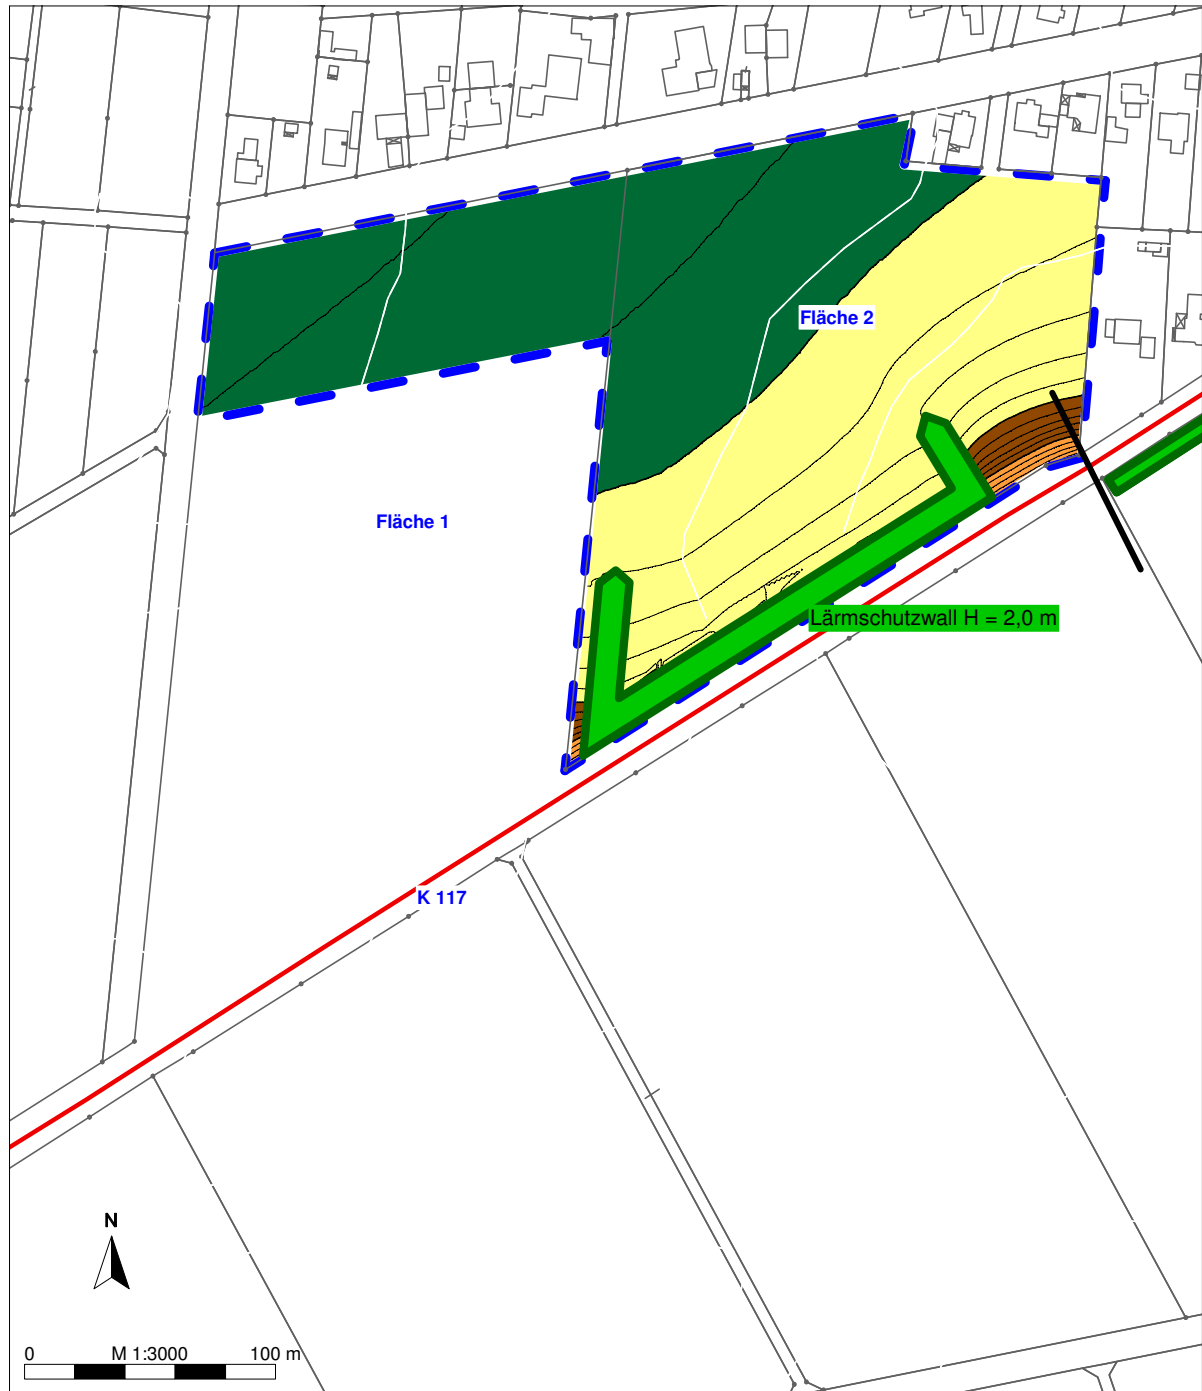 Fläche 2
Fläche 1
Lärmschutzwall H = 2,0 m
K 117
N
0 M 1:3000 100 m